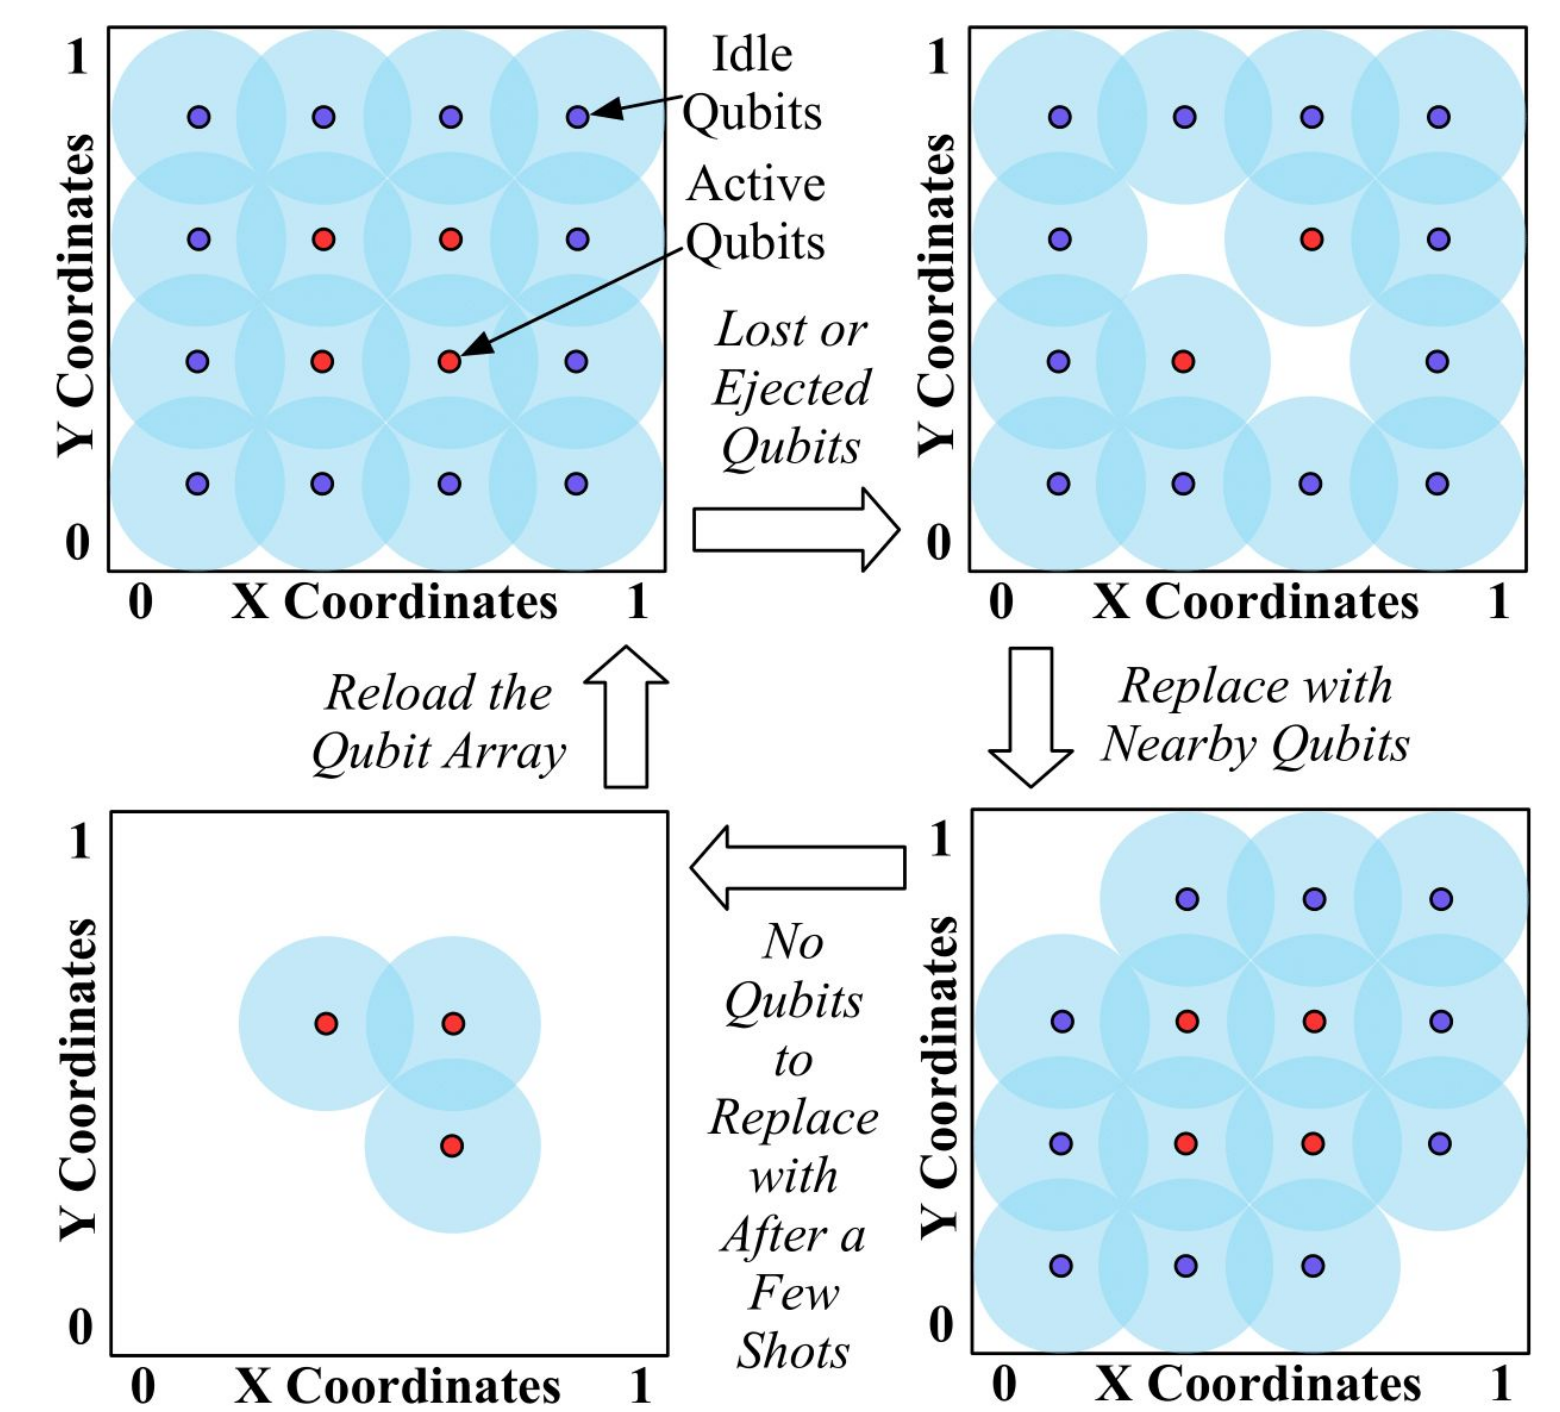 1
Y Coordinates
0
0 X Coordinates 1
Idle
Qubits
Active
Qubits
Lost or
Ejected
Qubits
1
Y Coordinates
0
0 X Coordinates 1
Replace with
Nearby Qubits
1
Y Coordinates
0
0 X Coordinates 1
No
Qubits
to
Replace
with
After a
Few
Shots
1
Y Coordinates
0
0 X Coordinates 1
Reload the
Qubit Array